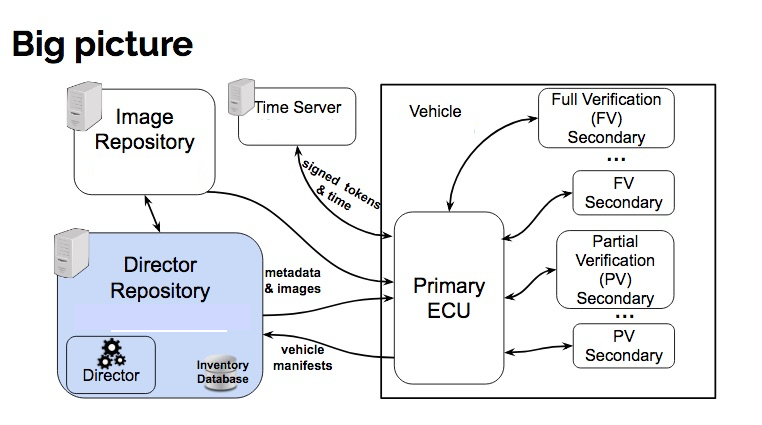 Big picture
Image
Repository
Time Server
Vehicle
Full Verification
(FV)
Secondary
...
FV
Secondary
signed tokens
& time
Director
Repository
metadata
& images
Primary
ECU
Partial
Verification
(PV)
Secondary
...
PV
Secondary
vehicle
manifests
Director
Inventory
Database